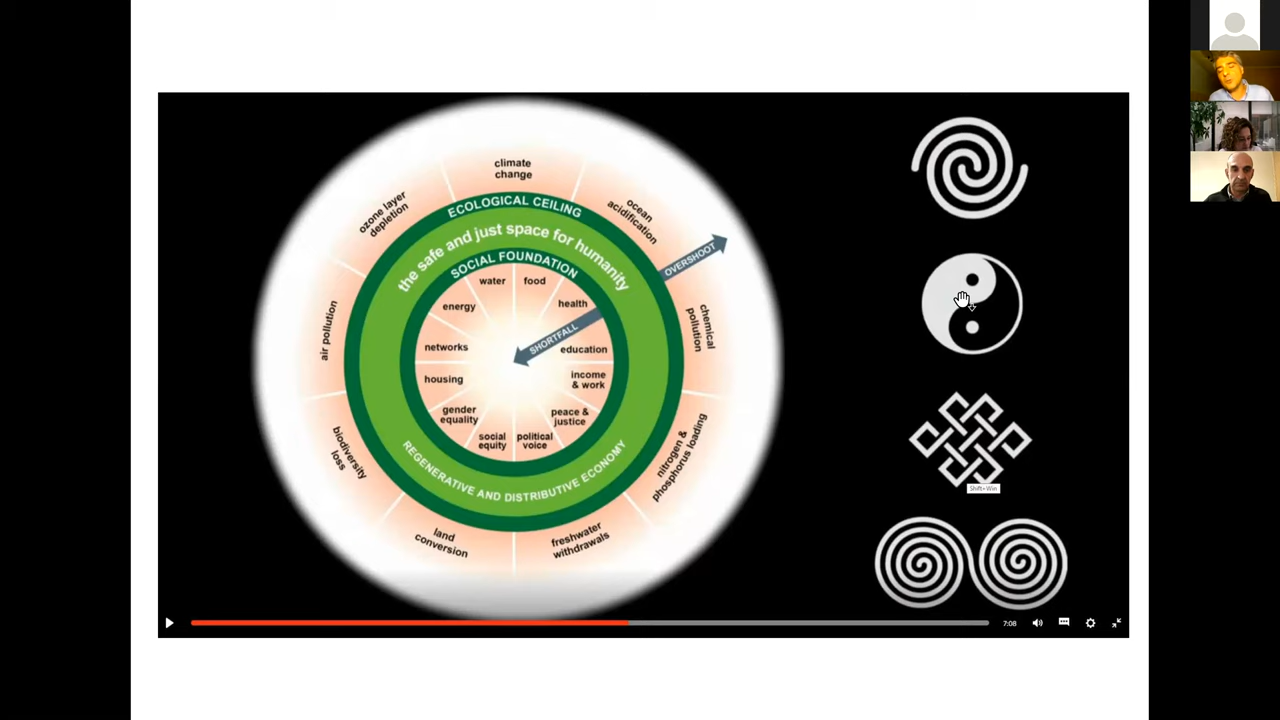 climate
change
ozone layer
depletion
ocean
acidification
ECOLOGICAL CEILING
the safe and just space for humanity
SOCIAL FOUNDATION
OVERSHOOT
water
food
energy
health
air pollution
chemical
pollution
SHORTFALL
networks
education
housing
income
& work
gender
equality
peace &
justice
social
equity
political
voice
biodiversity
loss
nitrogen &
phosphorus loading
REGENERATIVE AND DISTRIBUTIVE ECONOMY
land
conversion
freshwater
withdrawals
Shift+Win
7:08